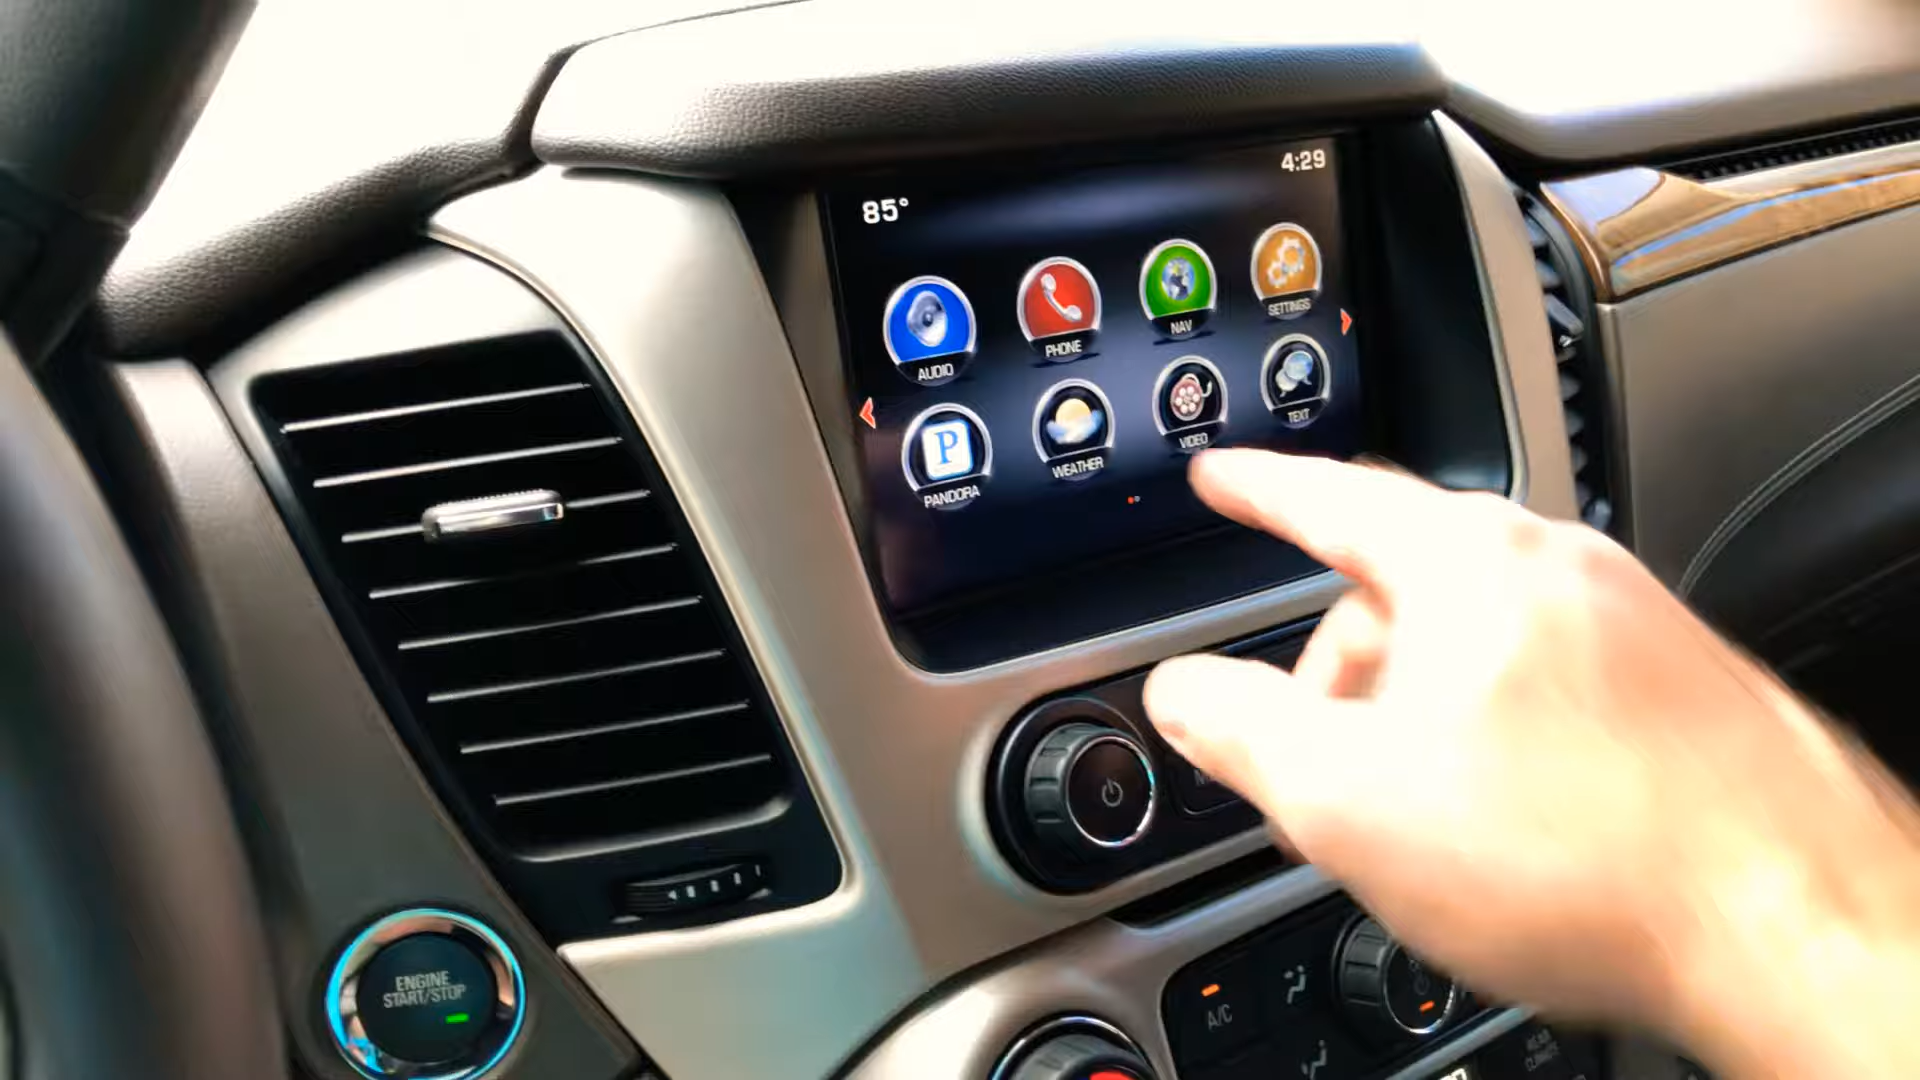 4:29
85°
AUDIO
PHONE
NAV
SETTINGS
P
PANDORA
WEATHER
VIDEO
TEXT
ENGINE
START/STOP
A/C